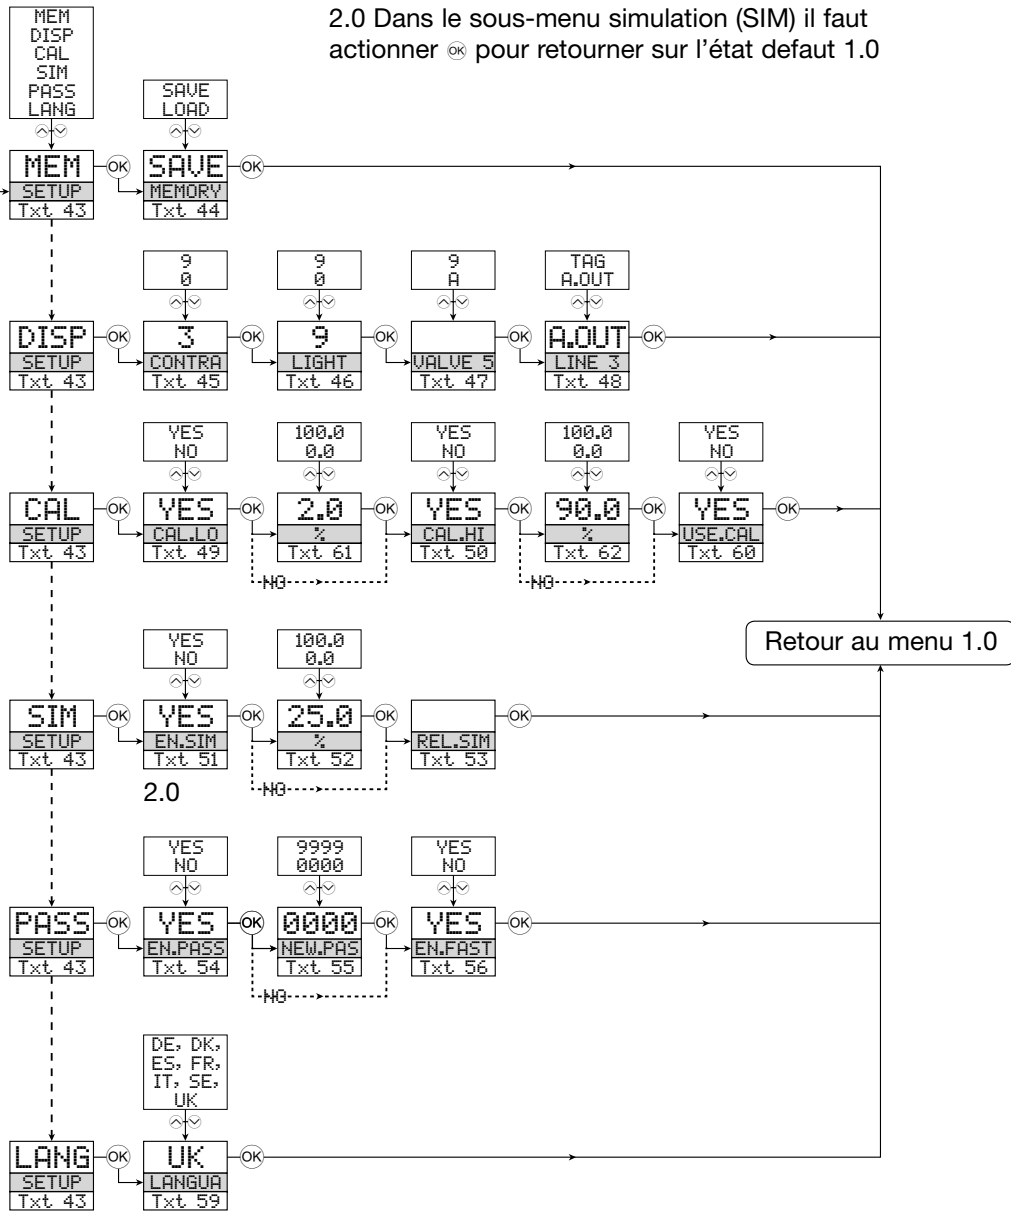 MEM
DISP
CAL
SIM
PASS
LANG
2.0 Dans le sous-menu simulation (SIM) il faut
actionner OK pour retourner sur l'état defaut 1.0
SAVE
LOAD
MEM
SETUP
Txt 43
OK
SAVE
MEMORY
Txt 44
OK
9
0
9
0
9
A
TAG
A.OUT
DISP
SETUP
Txt 43
OK
3
CONTRA
Txt 45
OK
9
LIGHT
Txt 46
OK
VALVE 5
Txt 47
OK
A.OUT
LINE 3
Txt 48
OK
YES
NO
100.0
0.0
YES
NO
100.0
0.0
YES
NO
CAL
SETUP
Txt 43
OK
YES
CAL.LO
Txt 49
OK
2.0
%
Txt 61
OK
YES
CAL.HI
Txt 50
OK
90.0
%
Txt 62
OK
YES
USE.CAL
Txt 60
OK
NO
NO
Retour au menu 1.0
YES
NO
100.0
0.0
SIM
SETUP
Txt 43
OK
YES
EN.SIM
Txt 51
OK
25.0
%
Txt 52
OK
REL.SIM
Txt 53
OK
2.0
NO
YES
NO
9999
0000
YES
NO
PASS
SETUP
Txt 43
OK
YES
EN.PASS
Txt 54
OK
0000
NEW.PAS
Txt 55
OK
YES
EN.FAST
Txt 56
OK
NO
DE, DK,
ES, FR,
IT, SE,
UK
LANG
SETUP
Txt 43
OK
UK
LANGUA
Txt 59
OK